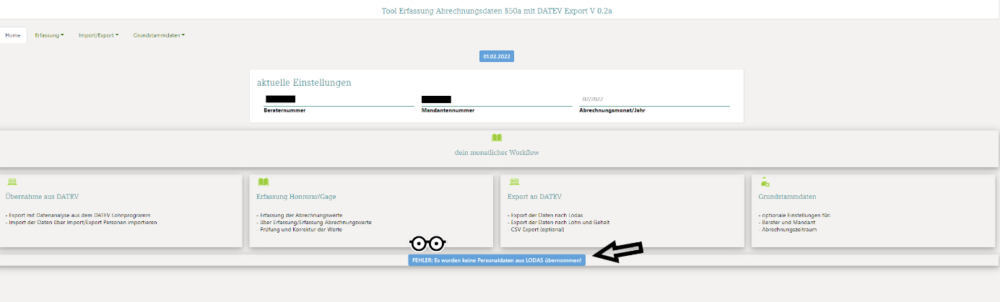 Tool Erfassung Abrechnungsdaten §50a mit DATEV Export V 0.2a
Home Erfassung Import/Export Grundstammdaten
01.02.2022
aktuelle Einstellungen
02/2022
Beraternummer Mandantennummer Abrechnungsmonat/Jahr
dein monatlicher Workflow
Übernahme aus DATEV
- Export mit Datenanalyse aus dem DATEV Lohnprogramm
- Import der Daten über Import/Export Personen importieren
Erfassung Honrorar/Gage
- Erfassung der Abrechnungswerte
- über Erfassung/Erfassung Abrechnungswerte
- Prüfung und Korrektur der Werte
Export an DATEV
- Export der Daten nach Lodas
- Export der Daten nach Lohn und Gehalt
- CSV Export (optional)
Grundstammdaten
- optionale Einstellungen für:
- Berater und Mandant
- Abrechnungszeitraum
FEHLER: Es wurden keine Personaldaten aus LODAS übernommen!